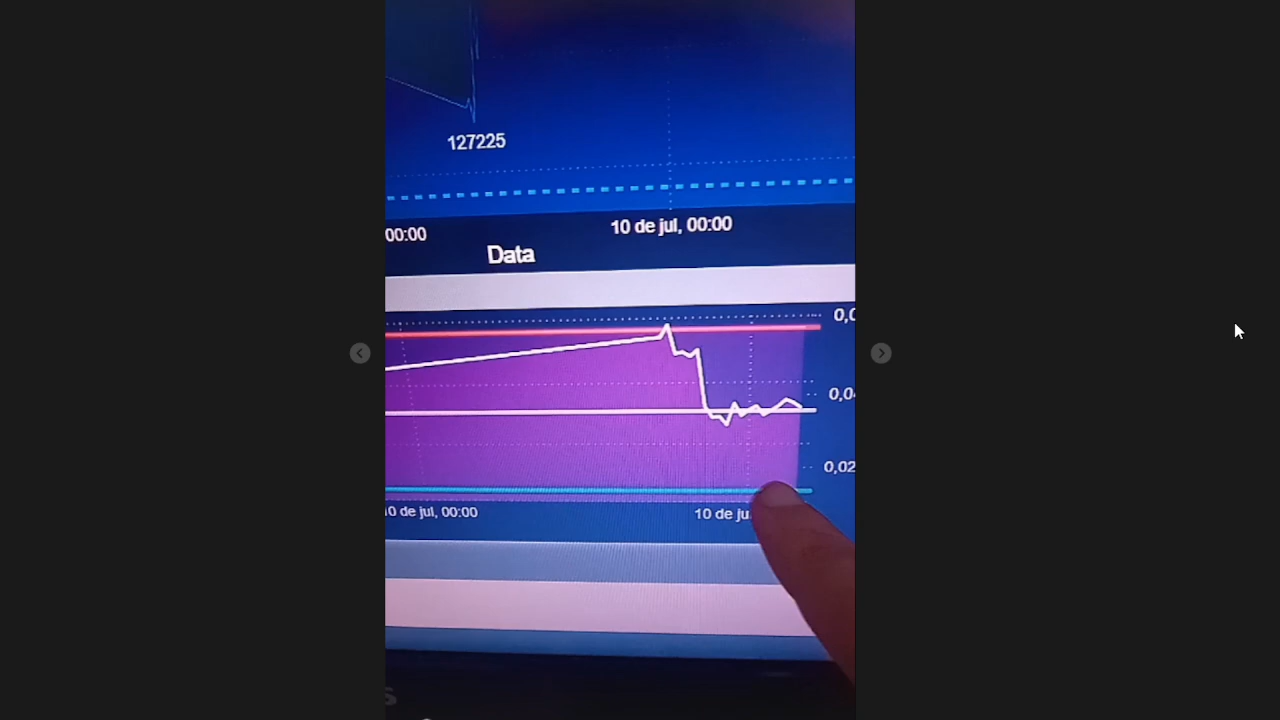 127225
00:00
10 de jul, 00:00
Data
0,0
0,04
0,02
0 de jul, 00:00
10 de ju